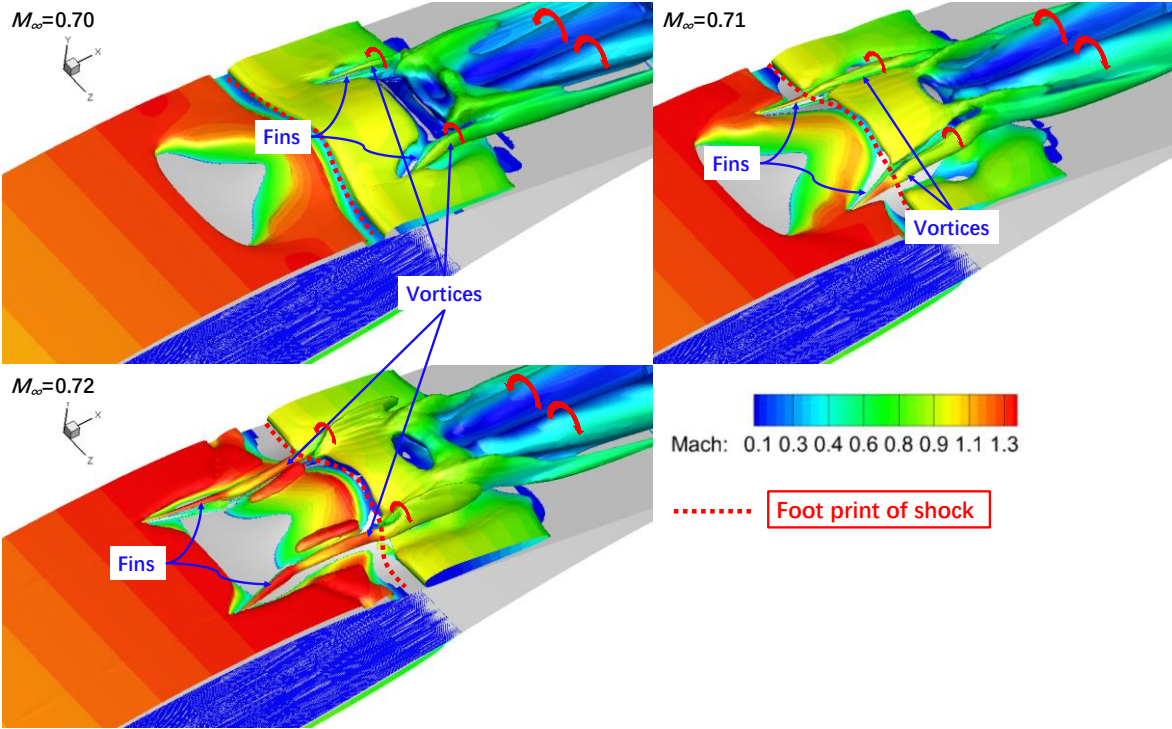 M∞=0.70
Y
X
Z
Fins
Vortices
M∞=0.71
Y
X
Z
Fins
Vortices
M∞=0.72
X
Z
Fins
Mach: 0.1 0.3 0.4 0.6 0.8 0.9 1.1 1.3
Foot print of shock